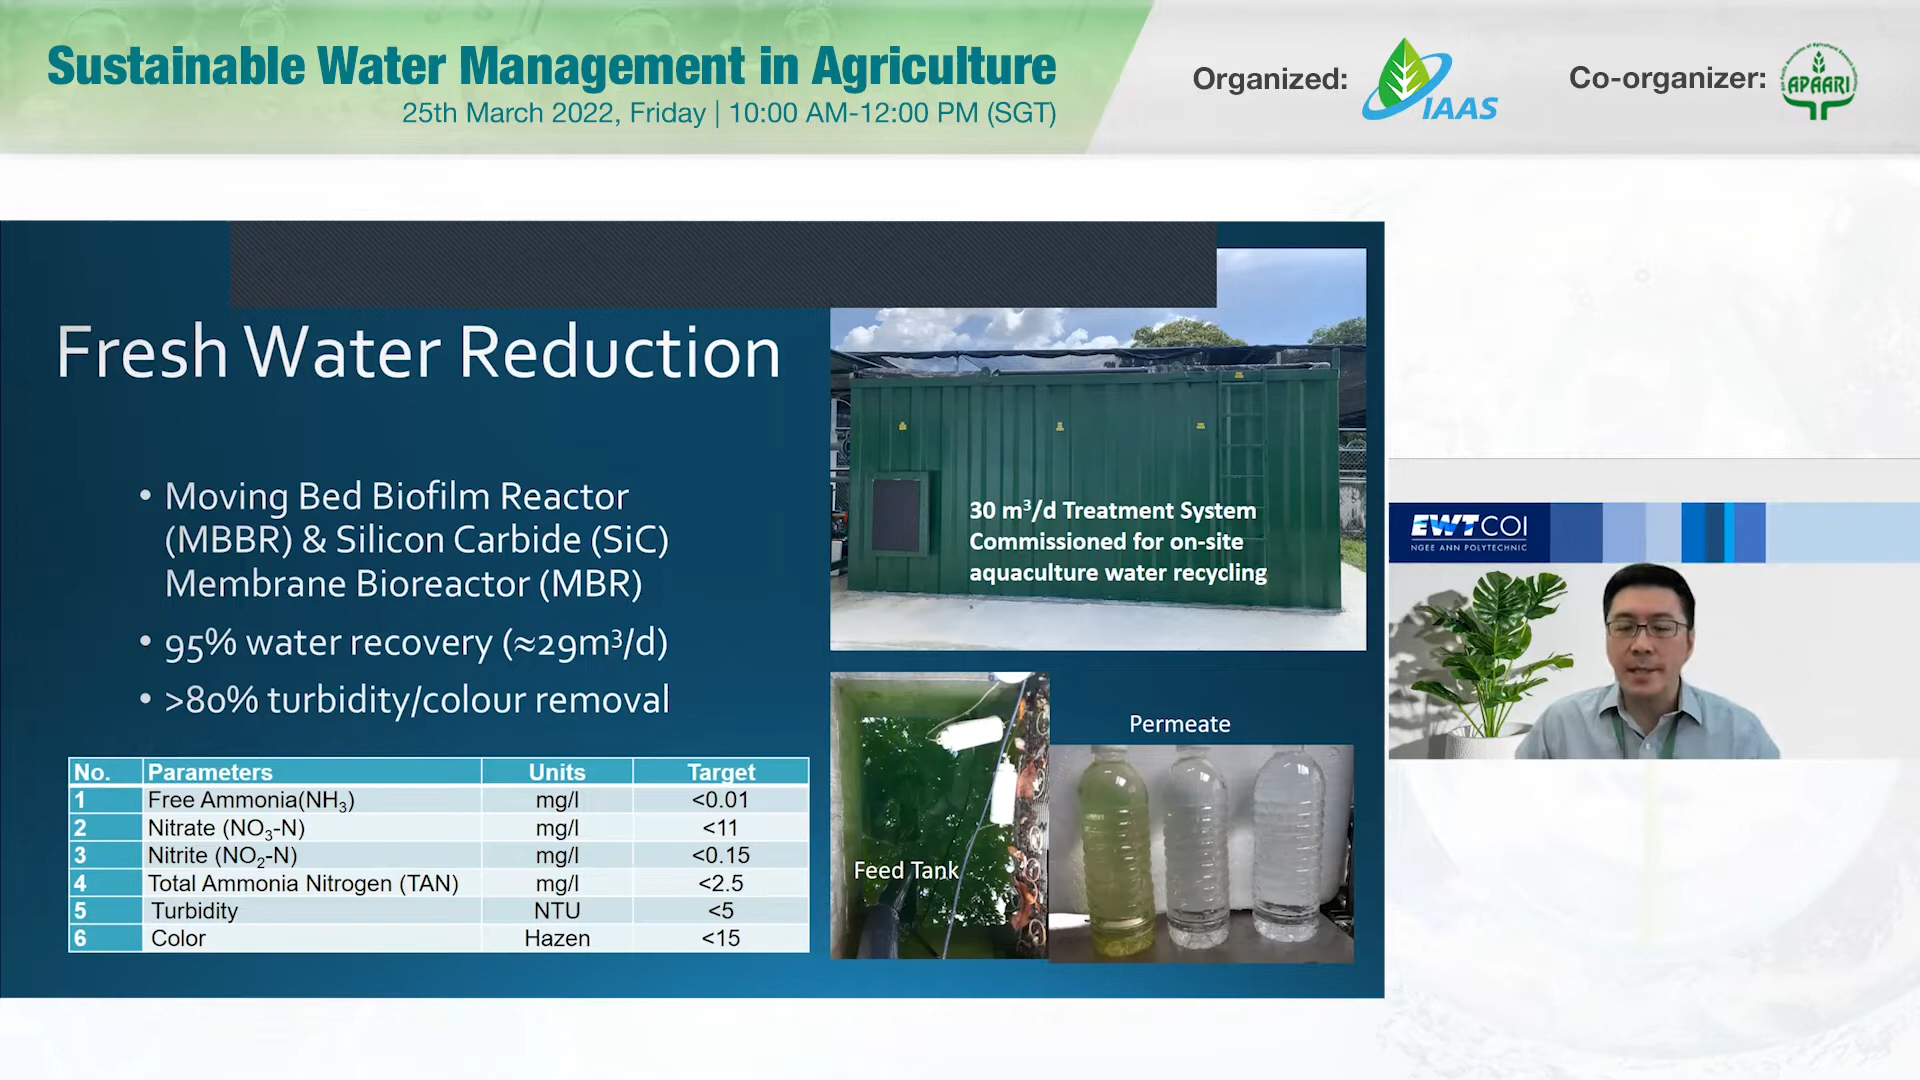 Sustainable Water Management in Agriculture
25th March 2022, Friday | 10:00 AM-12:00 PM (SGT)
Organized:
IAAS
Co-organizer:
APAARI
Fresh Water Reduction
• Moving Bed Biofilm Reactor
(MBBR) & Silicon Carbide (SiC)
Membrane Bioreactor (MBR)
• 95% water recovery (≈29m³/d)
• >80% turbidity/colour removal
No. Parameters Units Target
1 Free Ammonia(NH₃) mg/l <0.01
2 Nitrate (NO₃-N) mg/l <11
3 Nitrite (NO₂-N) mg/l <0.15
4 Total Ammonia Nitrogen (TAN) mg/l <2.5
5 Turbidity NTU <5
6 Color Hazen <15
30 m³/d Treatment System
Commissioned for on-site
aquaculture water recycling
Feed Tank
Permeate
EWTCOI
NGEE ANN POLYTECHNIC